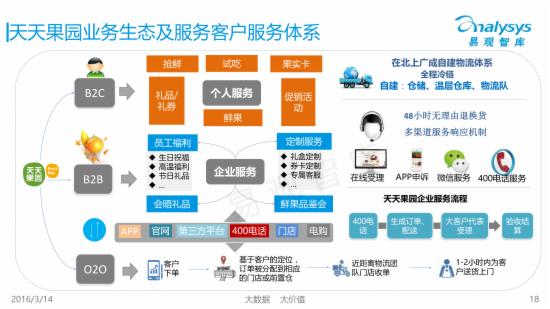 天天果园业务生态及服务客户服务体系
analysys
易观智库
抢鲜
试吃
果实卡
B2C
礼品/
礼券
个人服务
促销活
动
鲜果
在北上广成自建物流体系
全程冷链
自建：仓储、温层仓库、物流队
48小时无理由退换货
多渠道服务响应机制
在线受理
APP申诉
微信服务
400电话服务
天天
果园
B2B
员工福利
◆ 生日祝福
◆ 高温福利
◆ 节日礼品
◆ ...
企业服务
定制服务
◆ 礼盒定制
◆ 券卡定制
◆ 专属客服
◆ ...
会晤礼品
鲜果品鉴会
天天果园企业服务流程
400电
话
生成订单、
配送
大客户代表
受理
验收结
算
APP
官网
第三方平台
400电话
门店
电购
O2O
客户
下单
基于客户的定位，
订单被分配到相应
的门店或前置仓
近距离物流团
队门店收单
1-2小时内为客
户送货上门
易观智库
2016/3/14
大数据 大价值
18